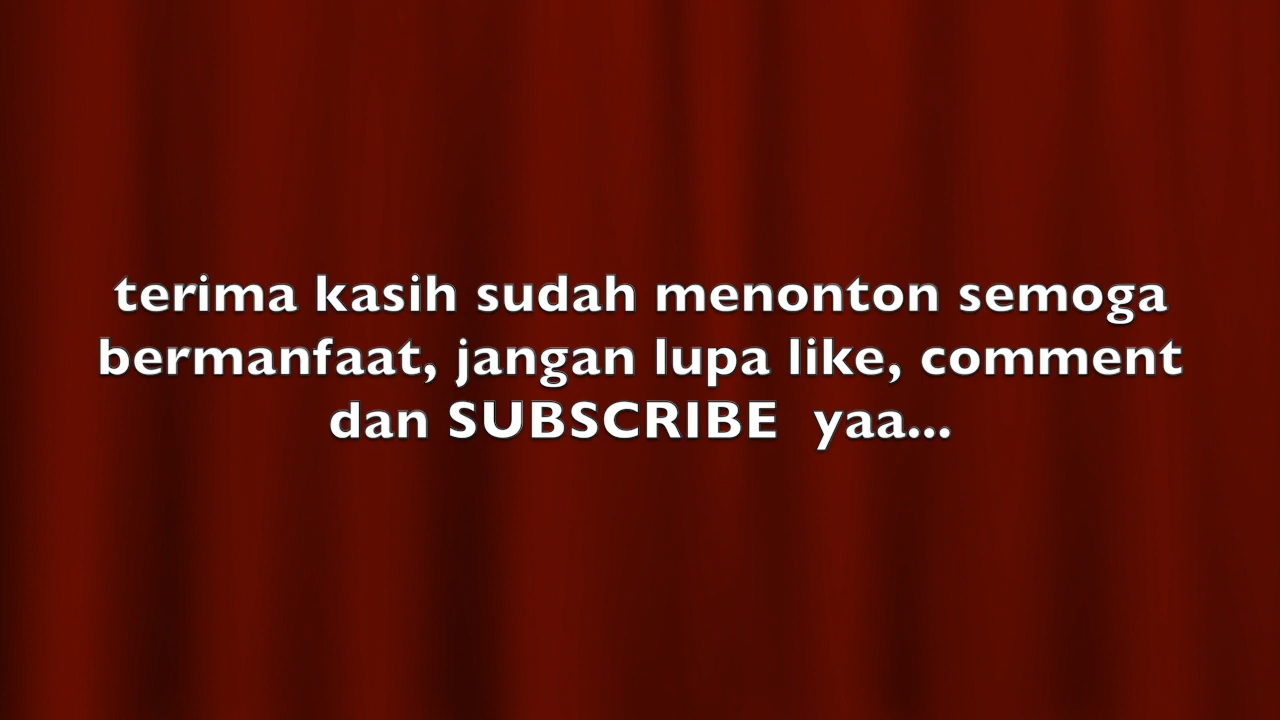 terima kasih sudah menonton semoga
bermanfaat, jangan lupa like, comment
dan SUBSCRIBE  yaa...